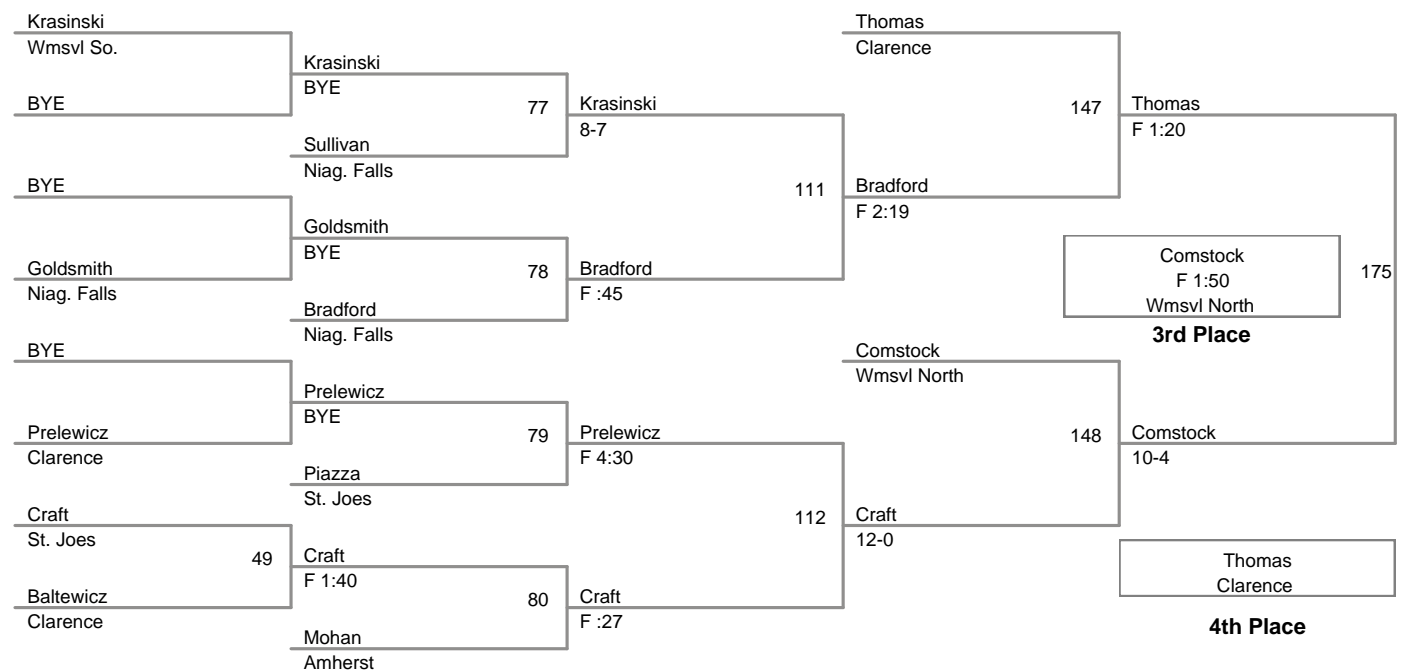 Krasinski
Wmsvl So.
BYE
BYE
Goldsmith
Niag. Falls
BYE
Prelewicz
Clarence
Craft
St. Joes
49
Baltewicz
Clarence
Krasinski
BYE
77
Sullivan
Niag. Falls
Goldsmith
BYE
78
Bradford
Niag. Falls
Prelewicz
BYE
79
Piazza
St. Joes
Craft
F 1:40
80
Mohan
Amherst
Krasinski
8-7
111
Bradford
F :45
Prelewicz
F 4:30
112
Craft
F :27
Thomas
Clarence
147
Bradford
F 2:19
Comstock
Wmsvl North
148
Craft
12-0
Thomas
F 1:20
175
Comstock
10-4
Comstock
F 1:50
Wmsvl North
3rd Place
Thomas
Clarence
4th Place